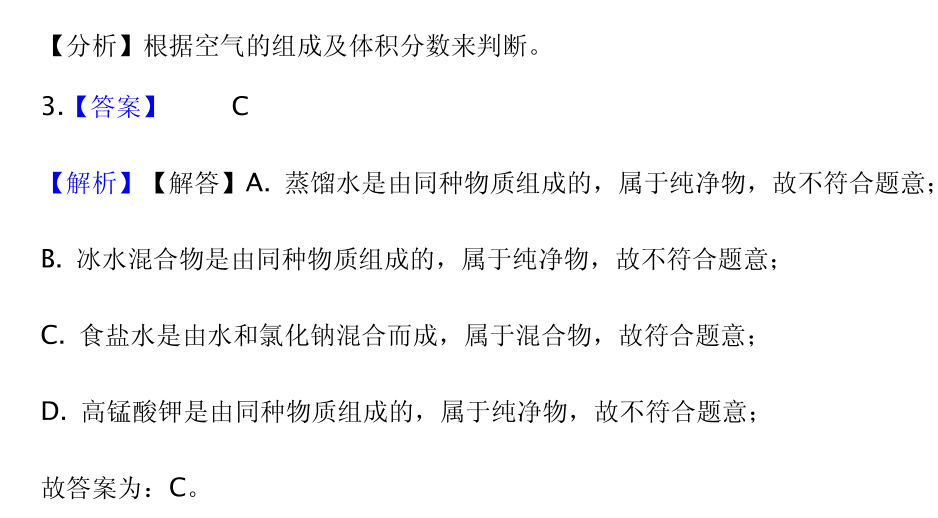 【分析】根据空气的组成及体积分数来判断。
3.【答案】 C
【解析】【解答】A. 蒸馏水是由同种物质组成的，属于纯净物，故不符合题意；
B. 冰水混合物是由同种物质组成的，属于纯净物，故不符合题意；
C. 食盐水是由水和氯化钠混合而成，属于混合物，故符合题意；
D. 高锰酸钾是由同种物质组成的，属于纯净物，故不符合题意；
故答案为：C。